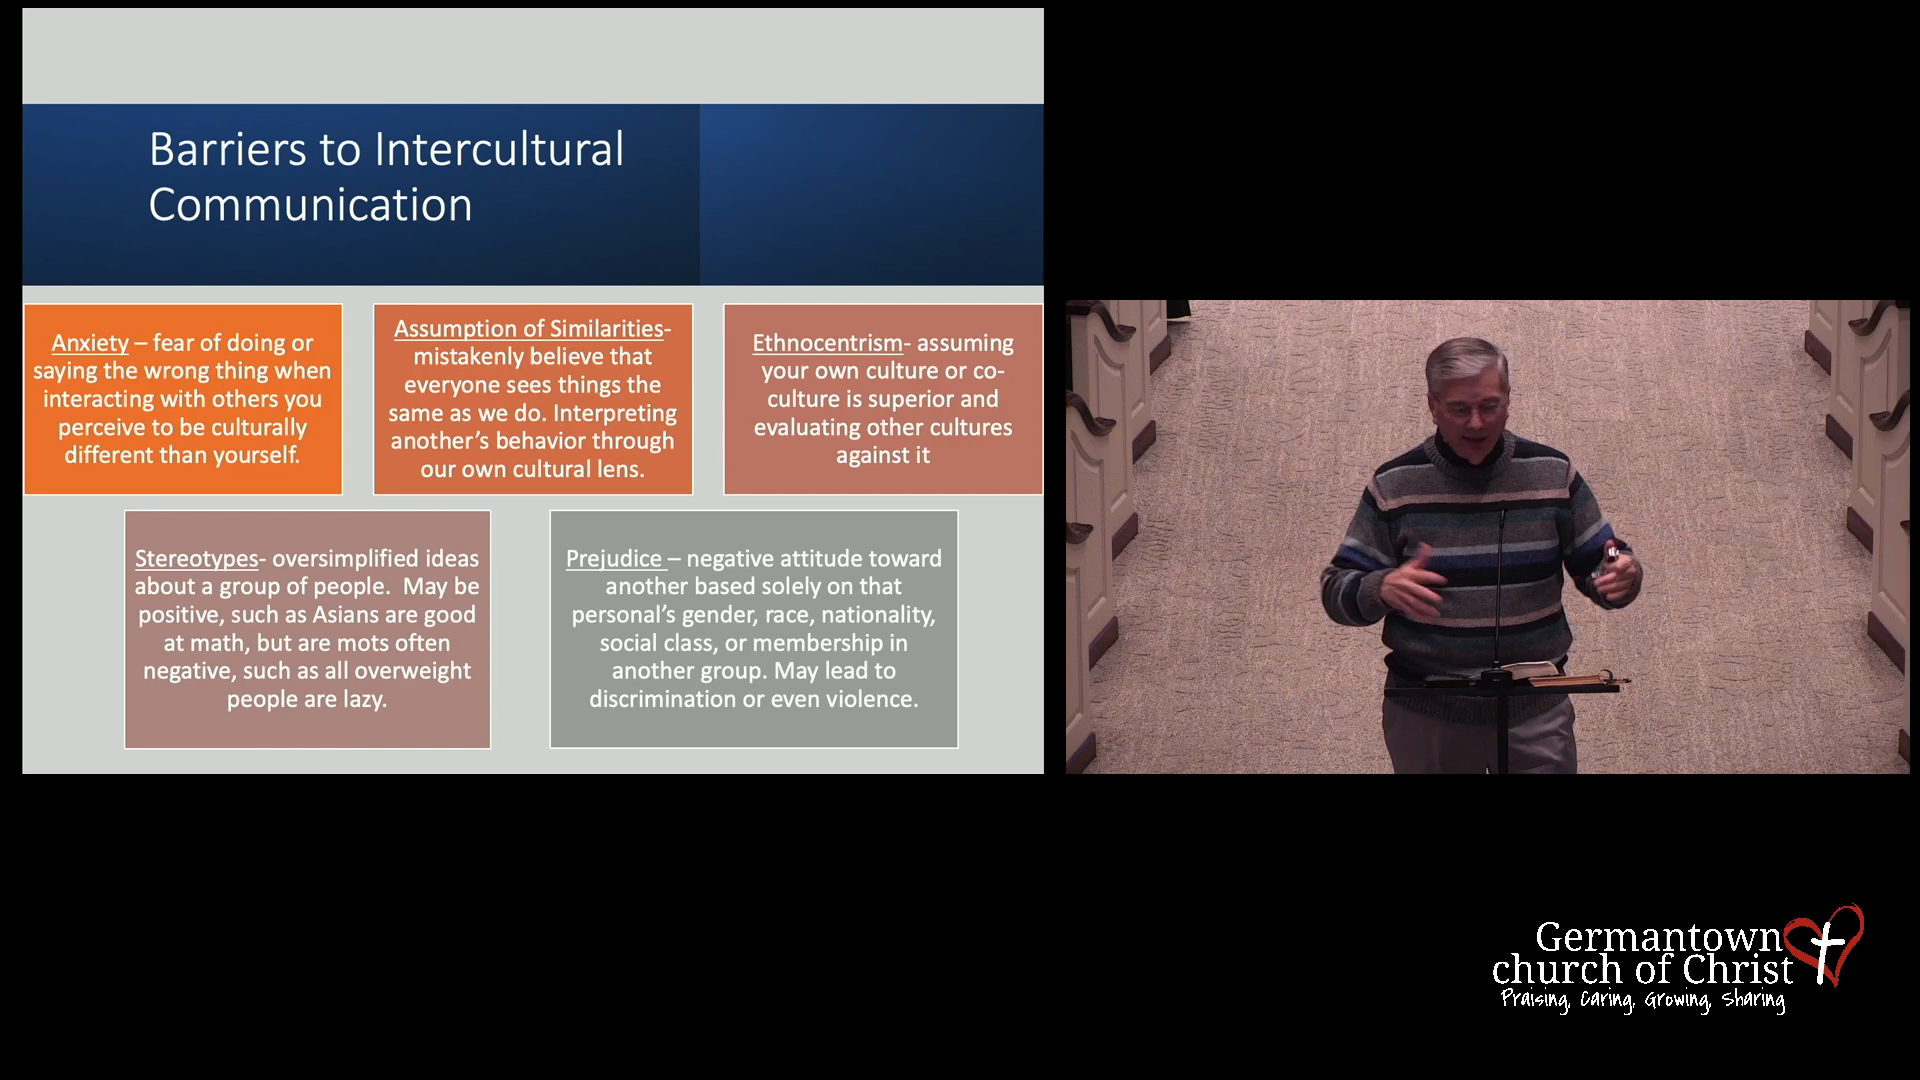 Barriers to Intercultural
Communication
Anxiety – fear of doing or
saying the wrong thing when
interacting with others you
perceive to be culturally
different than yourself.
Assumption of Similarities-
mistakenly believe that
everyone sees things the
same as we do. Interpreting
another’s behavior through
our own cultural lens.
Ethnocentrism- assuming
your own culture or co-
culture is superior and
evaluating other cultures
against it
Stereotypes- oversimplified ideas
about a group of people.  May be
positive, such as Asians are good
at math, but are mots often
negative, such as all overweight
people are lazy.
Prejudice – negative attitude toward
another based solely on that
personal’s gender, race, nationality,
social class, or membership in
another group. May lead to
discrimination or even violence.
Germantown
church of Christ
Praising, Caring, Growing, Sharing